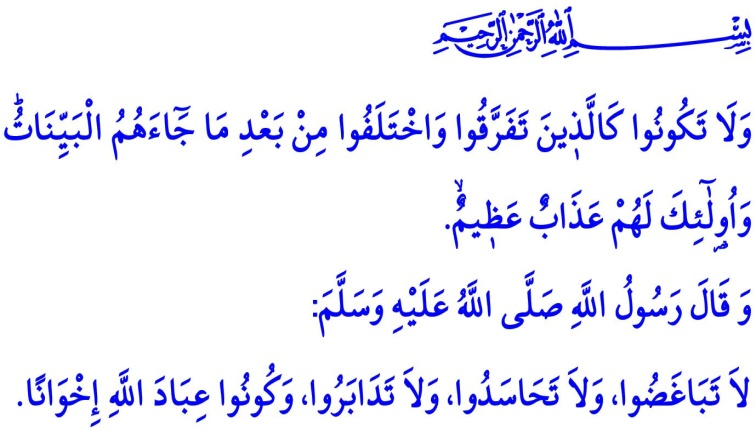 بِسْمِ اللّٰهِ الرَّحْمٰنِ الرَّحِيمِ
وَلَا تَكُونُوا كَالَّذ۪ينَ تَفَرَّقُوا وَاخْتَلَفُوا مِنْ بَعْدِ مَا جَٓاءَهُمُ الْبَيِّنَاتُۜ
وَاُو۬لٰٓئِكَ لَهُمْ عَذَابٌ عَظ۪يمٌۙ.
وَ قَالَ رَسُولُ اللَّهِ صَلَّى اللَّهُ عَلَيْهِ وَسَلَّمَ:
لاَ تَبَاغَضُوا، وَلاَ تَحَاسَدُوا، وَلاَ تَدَابَرُوا، وَكُونُوا عِبَادَ اللَّهِ إِخْوَانًا.